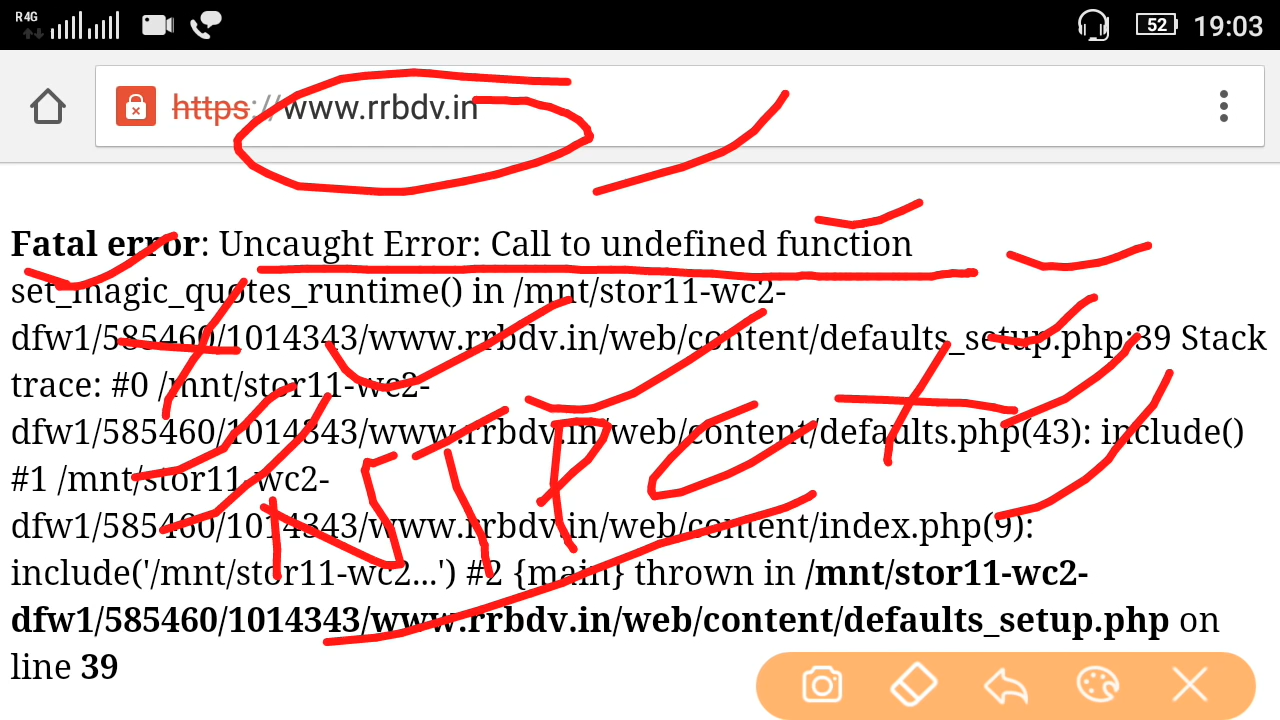 R4G 52 19:03
https://www.rrbdv.in
Fatal error: Uncaught Error: Call to undefined function
set_magic_quotes_runtime() in /mnt/stor11-wc2-
dfw1/585460/1014343/www.rrbdv.in/web/content/defaults_setup.php:39 Stack
trace: #0 /mnt/stor11-wc2-
dfw1/585460/1014343/www.rrbdv.in/web/content/defaults.php(43): include()
#1 /mnt/stor11-wc2-
dfw1/585460/1014343/www.rrbdv.in/web/content/index.php(9):
include('/mnt/stor11-wc2...') #2 {main} thrown in /mnt/stor11-wc2-
dfw1/585460/1014343/www.rrbdv.in/web/content/defaults_setup.php on
line 39
NTPC